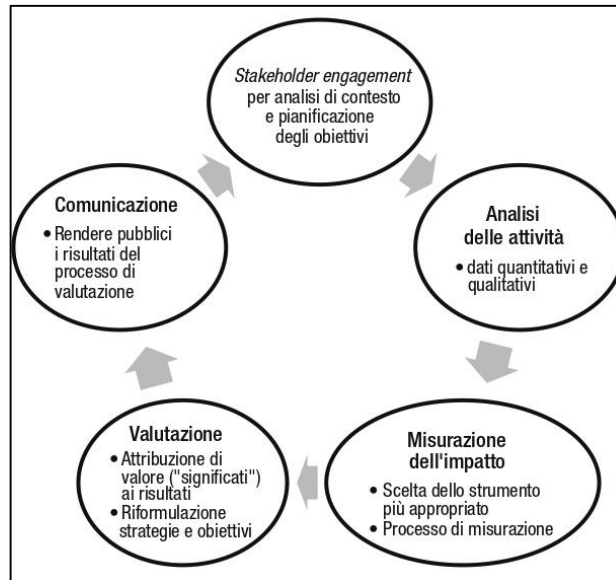 Stakeholder engagement
per analisi di contesto
e pianificazione
degli obiettivi
Analisi
delle attività
• dati quantitativi e
qualitativi
Misurazione
dell'impatto
• Scelta dello strumento
più appropriato
• Processo di misurazione
Valutazione
• Attribuzione di
valore ("significati")
ai risultati
• Riformulazione
strategie e obiettivi
Comunicazione
• Rendere pubblici
i risultati del
processo di
valutazione